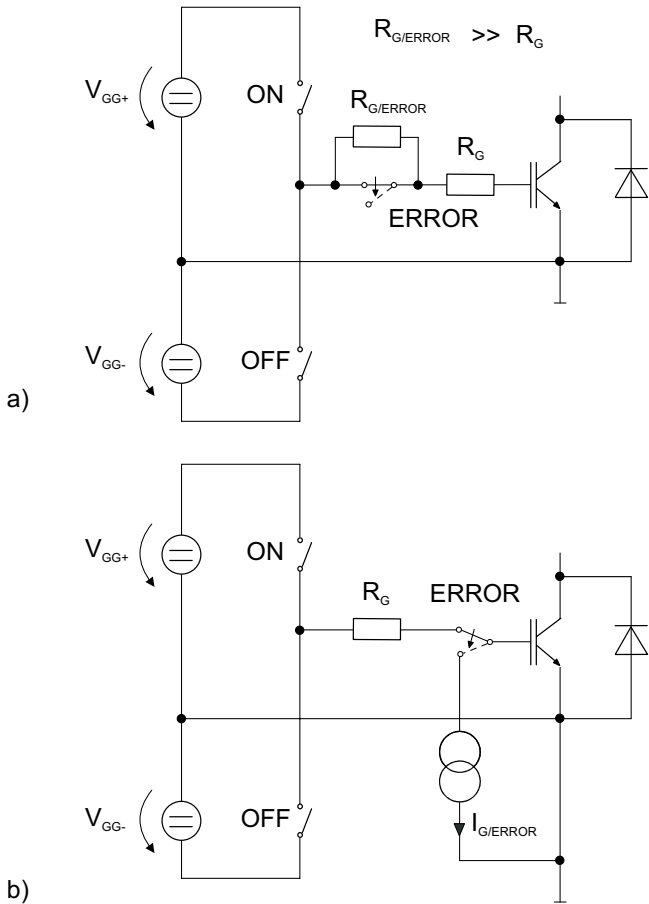 R_G/ERROR >> R_G
V_GG+
ON
R_G/ERROR
R_G
ERROR
V_GG-
OFF
a)
V_GG+
ON
R_G
ERROR
V_GG-
OFF
I_G/ERROR
b)